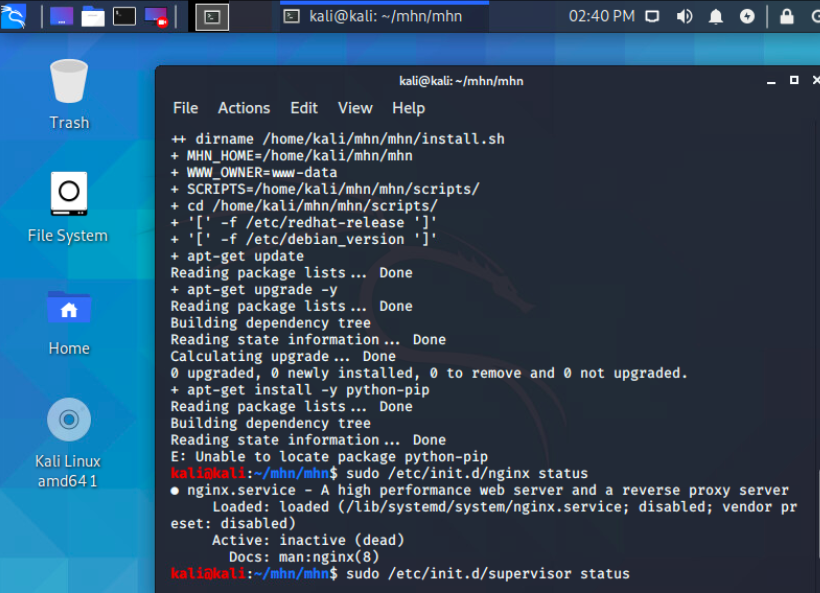 kali@kali: ~/mhn/mhn
02:40 PM
Trash
File System
Home
Kali Linux
amd64 1
kali@kali: ~/mhn/mhn
File Actions Edit View Help
++ dirname /home/kali/mhn/mhn/install.sh
+ MHN_HOME=/home/kali/mhn/mhn
+ WWW_OWNER=www-data
+ SCRIPTS=/home/kali/mhn/mhn/scripts/
+ cd /home/kali/mhn/mhn/scripts/
+ '[' -f /etc/redhat-release ']'
+ '[' -f /etc/debian_version ']'
+ apt-get update
Reading package lists... Done
+ apt-get upgrade -y
Reading package lists... Done
Building dependency tree
Reading state information... Done
Calculating upgrade... Done
0 upgraded, 0 newly installed, 0 to remove and 0 not upgraded.
+ apt-get install -y python-pip
Reading package lists... Done
Building dependency tree
Reading state information... Done
E: Unable to locate package python-pip
kali@kali:~/mhn/mhn$ sudo /etc/init.d/nginx status
● nginx.service - A high performance web server and a reverse proxy server
Loaded: loaded (/lib/systemd/system/nginx.service; disabled; vendor pr
eset: disabled)
Active: inactive (dead)
Docs: man:nginx(8)
kali@kali:~/mhn/mhn$ sudo /etc/init.d/supervisor status